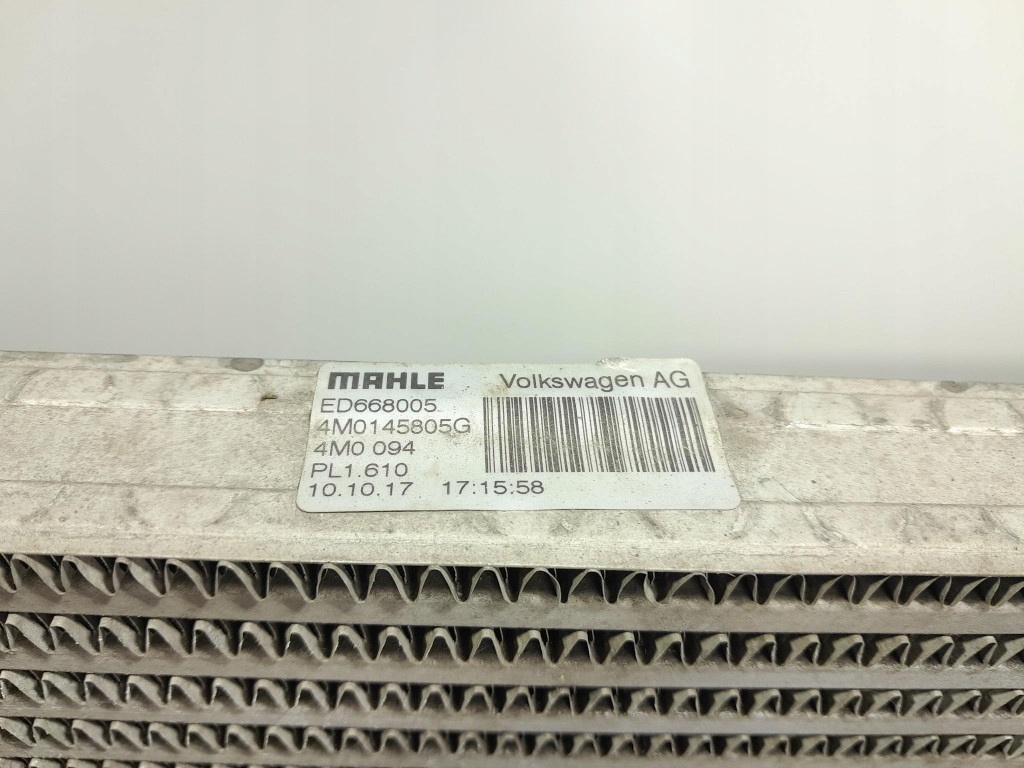 MAHLE Volkswagen AG
ED668005
4M0145805G
4M0 094
PL1.610
10.10.17 17:15:58